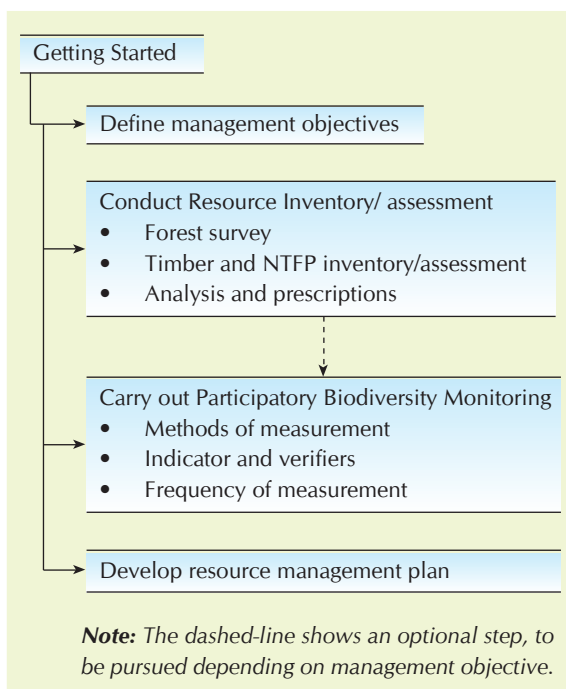 Getting Started
Define management objectives
Conduct Resource Inventory/ assessment
• Forest survey
• Timber and NTFP inventory/assessment
• Analysis and prescriptions
Carry out Participatory Biodiversity Monitoring
• Methods of measurement
• Indicator and verifiers
• Frequency of measurement
Develop resource management plan
Note: The dashed-line shows an optional step, to
be pursued depending on management objective.